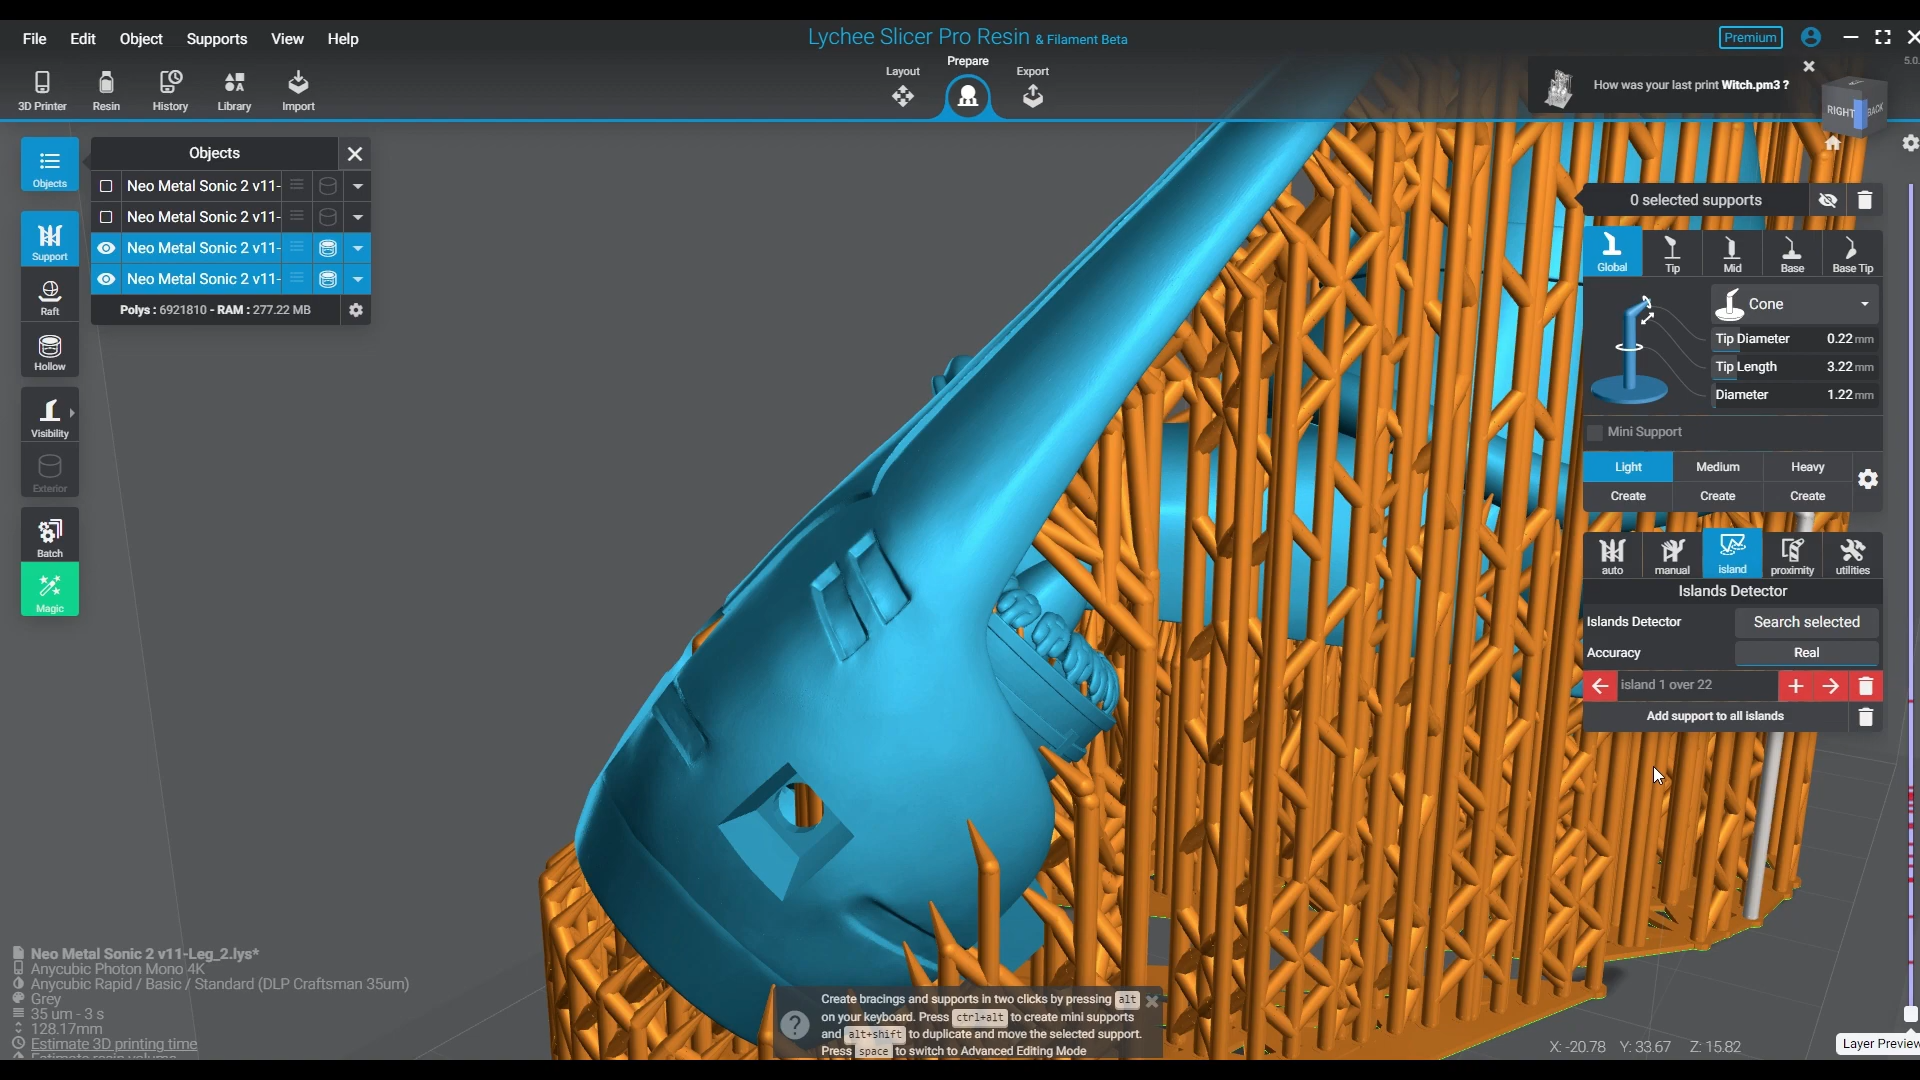 File Edit Object Supports View Help
Lychee Slicer Pro Resin & Filament Beta
Premium
3D Printer Resin History Library Import
Layout Prepare Export
5.0.
How was your last print Witch.pm3 ?
RIGHT BACK
Objects
Objects
Neo Metal Sonic 2 v11-
Neo Metal Sonic 2 v11-
Neo Metal Sonic 2 v11-
Neo Metal Sonic 2 v11-
Polys : 6921810 - RAM : 277.22 MB
Support
Raft
Hollow
Visibility
Exterior
Batch
Magic
0 selected supports
Global Tip Mid Base Base Tip
Cone
Tip Diameter 0.22 mm
Tip Length 3.22 mm
Diameter 1.22 mm
Mini Support
Light Medium Heavy
Create Create Create
auto manual island proximity utilities
Islands Detector
Islands Detector Search selected
Accuracy Real
island 1 over 22
Add support to all islands
Neo Metal Sonic 2 v11-Leg_2.lys*
Anycubic Photon Mono 4K
Anycubic Rapid / Basic / Standard (DLP Craftsman 35um)
Grey
35 um - 3 s
128.17mm
Estimate 3D printing time
Estimate resin volume
Create bracings and supports in two clicks by pressing alt
on your keyboard. Press ctrl+alt to create mini supports
and alt+shift to duplicate and move the selected support.
Press space to switch to Advanced Editing Mode
X: -20.78 Y: 33.67 Z: 15.82
Layer Preview